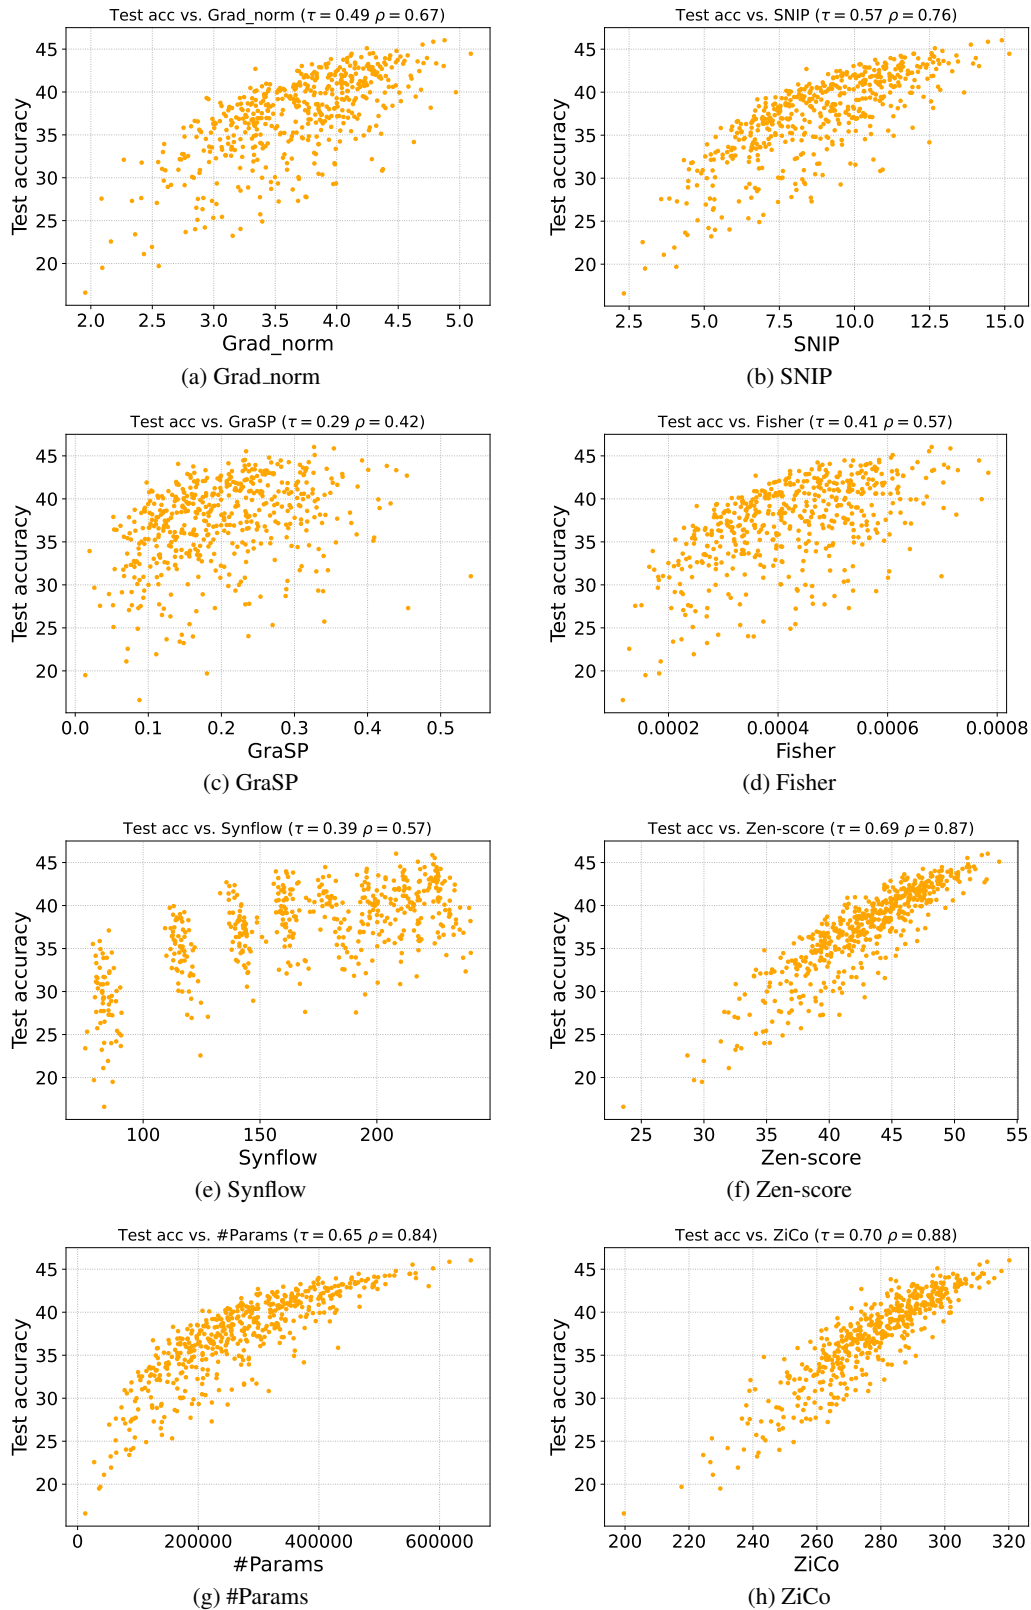 Test acc vs. Grad_norm (τ = 0.49 ρ = 0.67)
Test accuracy
45
40
35
30
25
20
2.0 2.5 3.0 3.5 4.0 4.5 5.0
Grad_norm
(a) Grad_norm
Test acc vs. SNIP (τ = 0.57 ρ = 0.76)
Test accuracy
45
40
35
30
25
20
2.5 5.0 7.5 10.0 12.5 15.0
SNIP
(b) SNIP
Test acc vs. GraSP (τ = 0.29 ρ = 0.42)
Test accuracy
45
40
35
30
25
20
0.0 0.1 0.2 0.3 0.4 0.5
GraSP
(c) GraSP
Test acc vs. Fisher (τ = 0.41 ρ = 0.57)
Test accuracy
45
40
35
30
25
20
0.0002 0.0004 0.0006 0.0008
Fisher
(d) Fisher
Test acc vs. Synflow (τ = 0.39 ρ = 0.57)
Test accuracy
45
40
35
30
25
20
100 150 200
Synflow
(e) Synflow
Test acc vs. Zen-score (τ = 0.69 ρ = 0.87)
Test accuracy
45
40
35
30
25
20
25 30 35 40 45 50 55
Zen-score
(f) Zen-score
Test acc vs. #Params (τ = 0.65 ρ = 0.84)
Test accuracy
45
40
35
30
25
20
0 200000 400000 600000
#Params
(g) #Params
Test acc vs. ZiCo (τ = 0.70 ρ = 0.88)
Test accuracy
45
40
35
30
25
20
200 220 240 260 280 300 320
ZiCo
(h) ZiCo